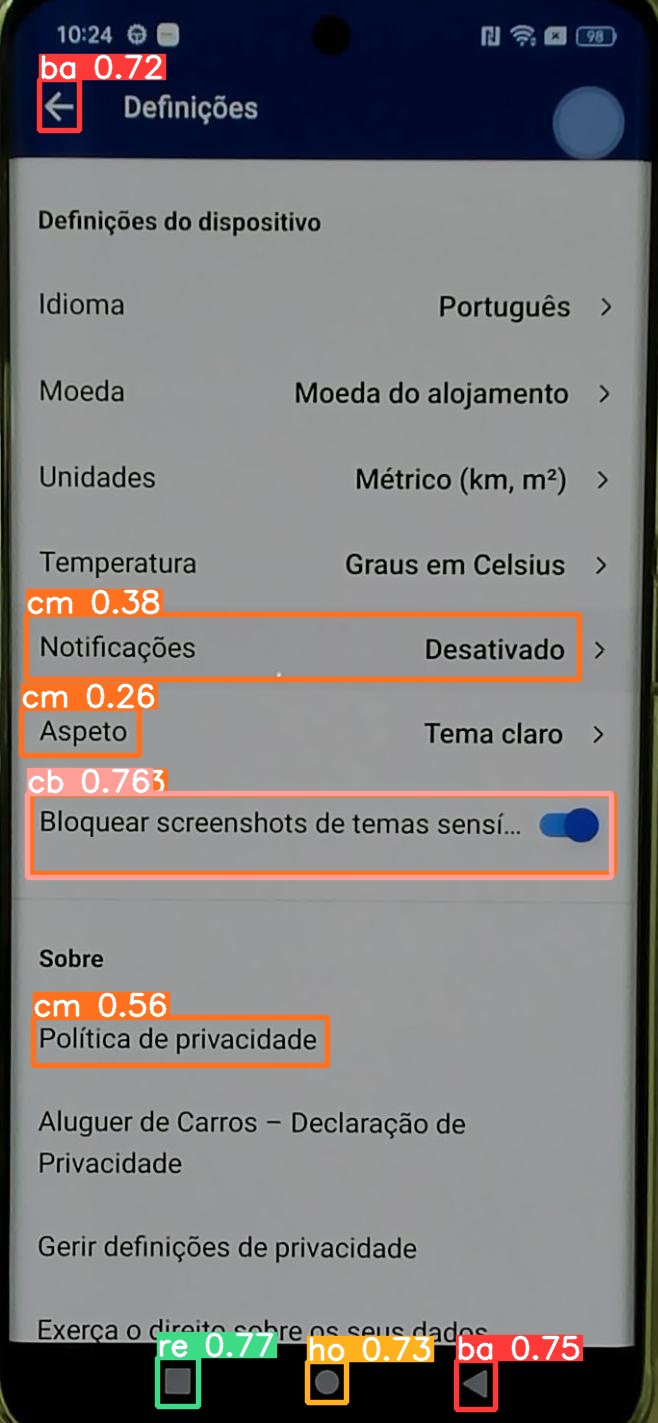 10:24 98
ba 0.72
Definições
Definições do dispositivo
Idioma Português
Moeda Moeda do alojamento
Unidades Métrico (km, m²)
Temperatura Graus em Celsius
cm 0.38
Notificações Desativado
cm 0.26
Aspeto Tema claro
cb 0.763
Bloquear screenshots de temas sensí...
Sobre
cm 0.56
Política de privacidade
Aluguer de Carros – Declaração de
Privacidade
Gerir definições de privacidade
Exerça o direito sobre os seus dados
re 0.77 ho 0.73 ba 0.75